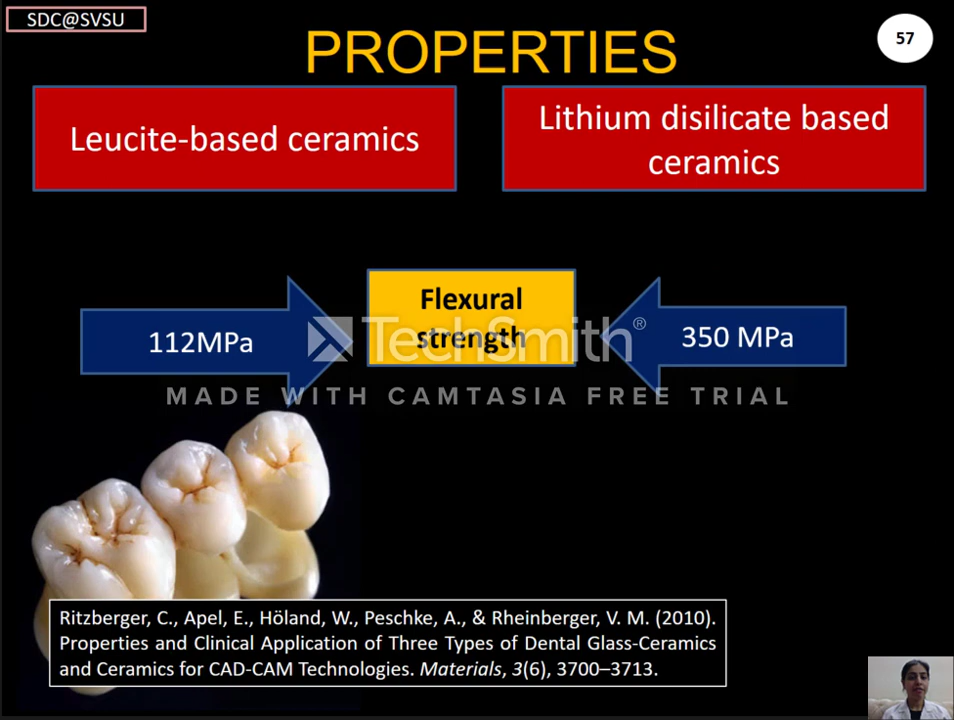 SDC@SVSU
PROPERTIES
57
Leucite-based ceramics
Lithium disilicate based
ceramics
Flexural
strength
112MPa
350 MPa
TechSmith®
MADE WITH CAMTASIA FREE TRIAL
Ritzberger, C., Apel, E., Höland, W., Peschke, A., & Rheinberger, V. M. (2010).
Properties and Clinical Application of Three Types of Dental Glass-Ceramics
and Ceramics for CAD-CAM Technologies. Materials, 3(6), 3700–3713.